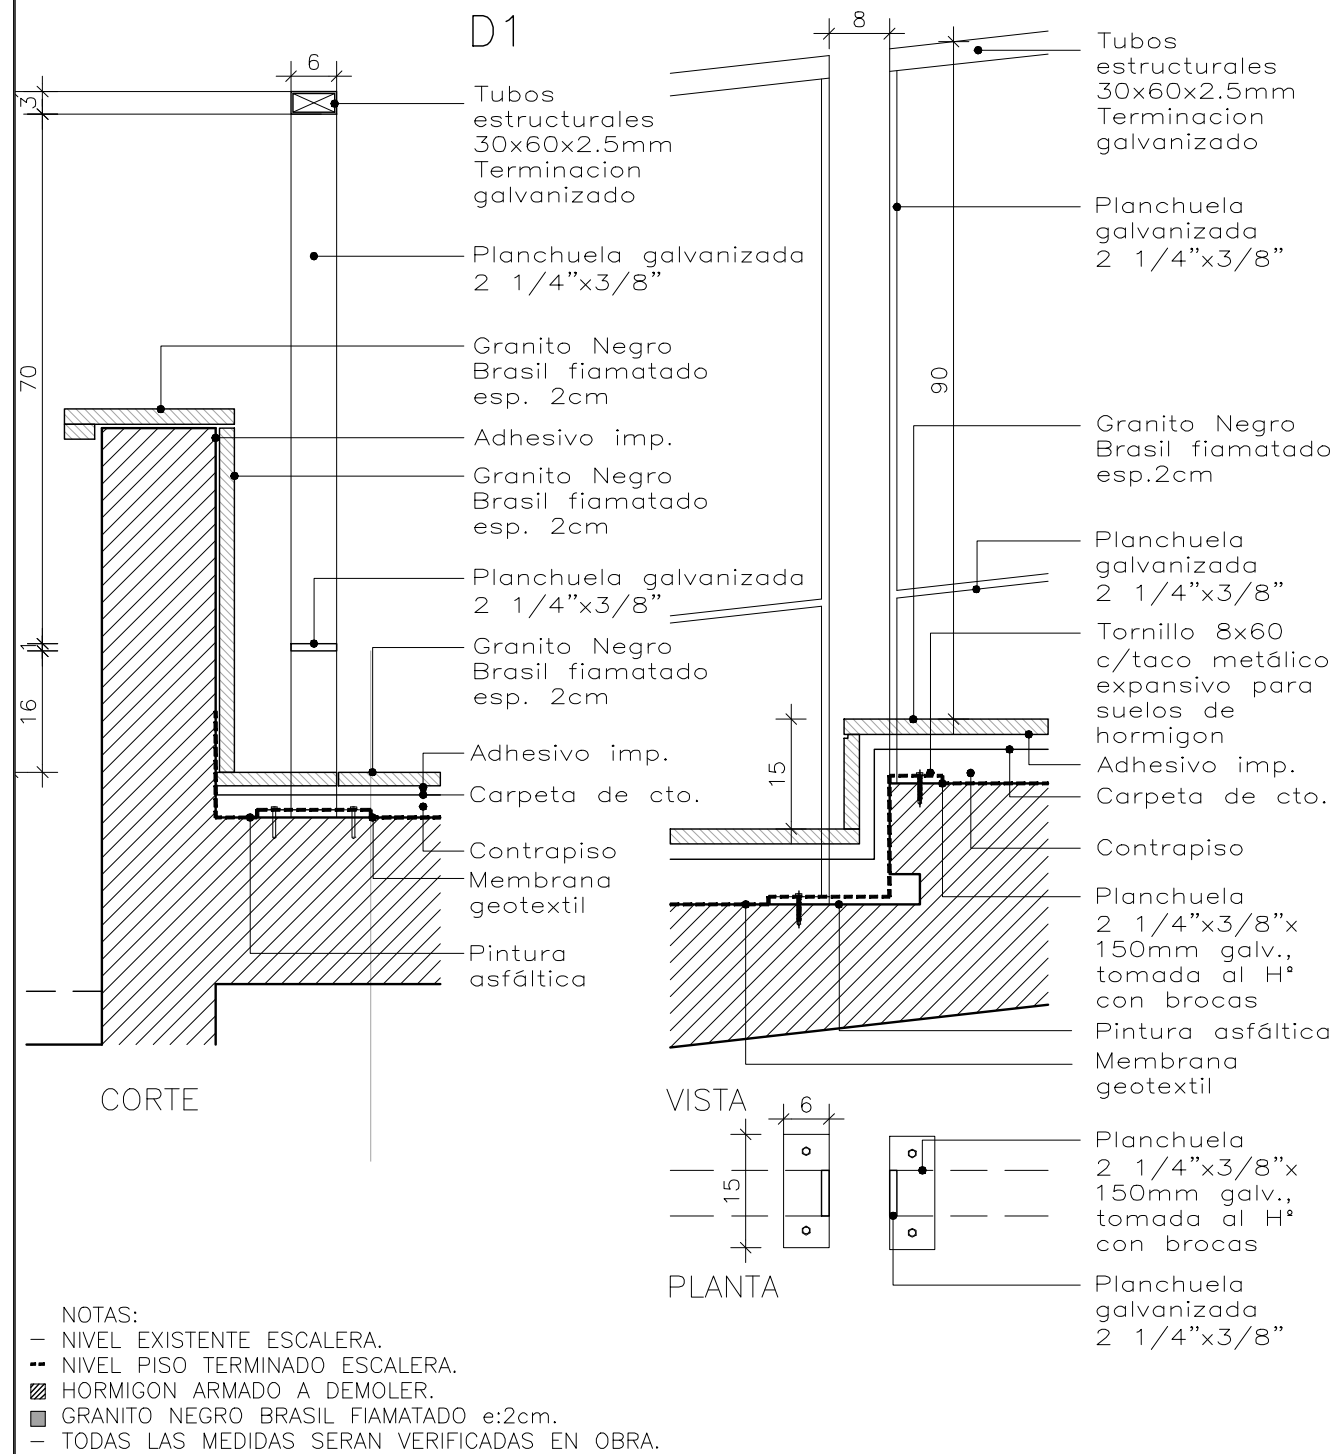 D1
6
3
Tubos
estructurales
30x60x2.5mm
Terminacion
galvanizado
Planchuela galvanizada
2 1/4"x3/8"
70
Granito Negro
Brasil fiamatado
esp. 2cm
Adhesivo imp.
Granito Negro
Brasil fiamatado
esp. 2cm
Planchuela galvanizada
2 1/4"x3/8"
1
Granito Negro
Brasil fiamatado
esp. 2cm
16
Adhesivo imp.
Carpeta de cto.
Contrapiso
Membrana
geotextil
Pintura
asfáltica
CORTE
8
Tubos
estructurales
30x60x2.5mm
Terminacion
galvanizado
Planchuela
galvanizada
2 1/4"x3/8"
90
Granito Negro
Brasil fiamatado
esp.2cm
Planchuela
galvanizada
2 1/4"x3/8"
Tornillo 8x60
c/taco metálico
expansivo para
suelos de
hormigon
15
Adhesivo imp.
Carpeta de cto.
Contrapiso
Planchuela
2 1/4"x3/8"x
150mm galv.,
tomada al Hº
con brocas
Pintura asfáltica
Membrana
geotextil
VISTA
6
15
Planchuela
2 1/4"x3/8"x
150mm galv.,
tomada al Hº
con brocas
Planchuela
galvanizada
2 1/4"x3/8"
PLANTA
NOTAS:
– NIVEL EXISTENTE ESCALERA.
-- NIVEL PISO TERMINADO ESCALERA.
HORMIGON ARMADO A DEMOLER.
GRANITO NEGRO BRASIL FIAMATADO e:2cm.
– TODAS LAS MEDIDAS SERAN VERIFICADAS EN OBRA.